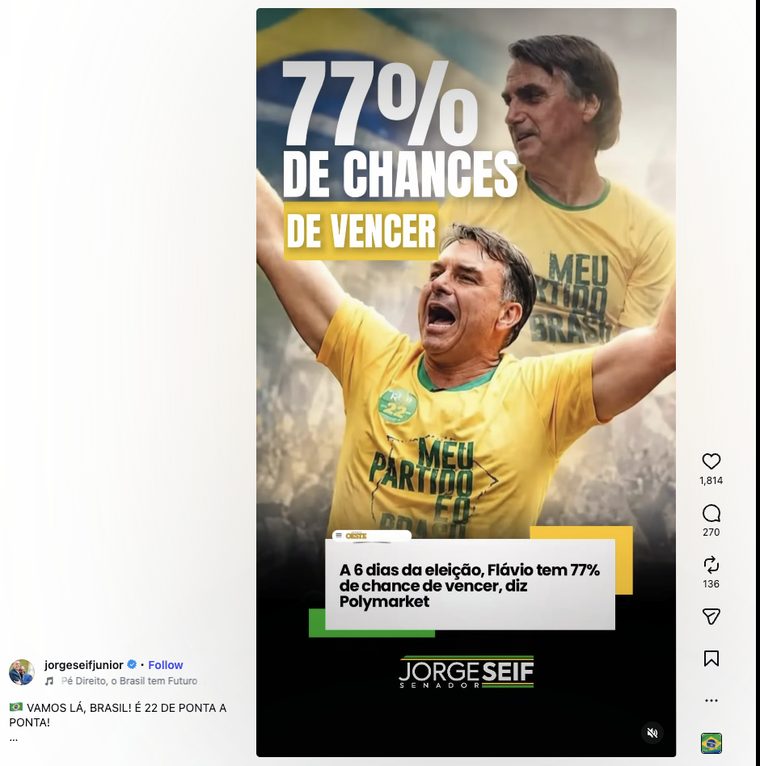 77%
DE CHANCES
DE VENCER
MEU
PARTIDO
BRASIL
22
MEU
PARTIDO
É O
BRASIL
OESTE
A 6 dias da eleição, Flávio tem 77%
de chance de vencer, diz
Polymarket
JORGE SEIF
SENADOR
jorgeseifjunior • Follow
Pé Direito, o Brasil tem Futuro
🇧🇷 VAMOS LÁ, BRASIL! É 22 DE PONTA A
PONTA!
...
1,814
270
136